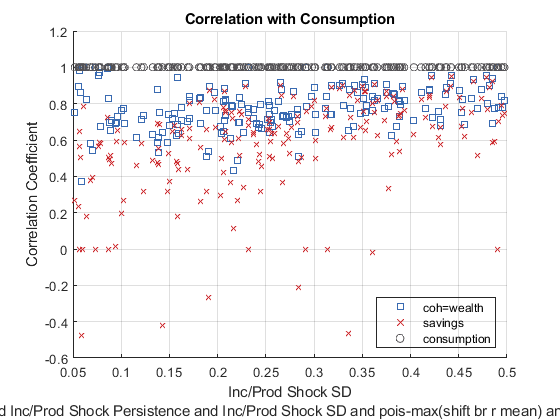 Correlation with Consumption
Correlation Coefficient
1.2
1
0.8
0.6
0.4
0.2
0
-0.2
-0.4
-0.6
0.05
0.1
0.15
0.2
0.25
0.3
0.35
0.4
0.45
0.5
coh=wealth
savings
consumption
Inc/Prod Shock SD
d Inc/Prod Shock Persistence and Inc/Prod Shock SD and pois-max(shift br r mean) an